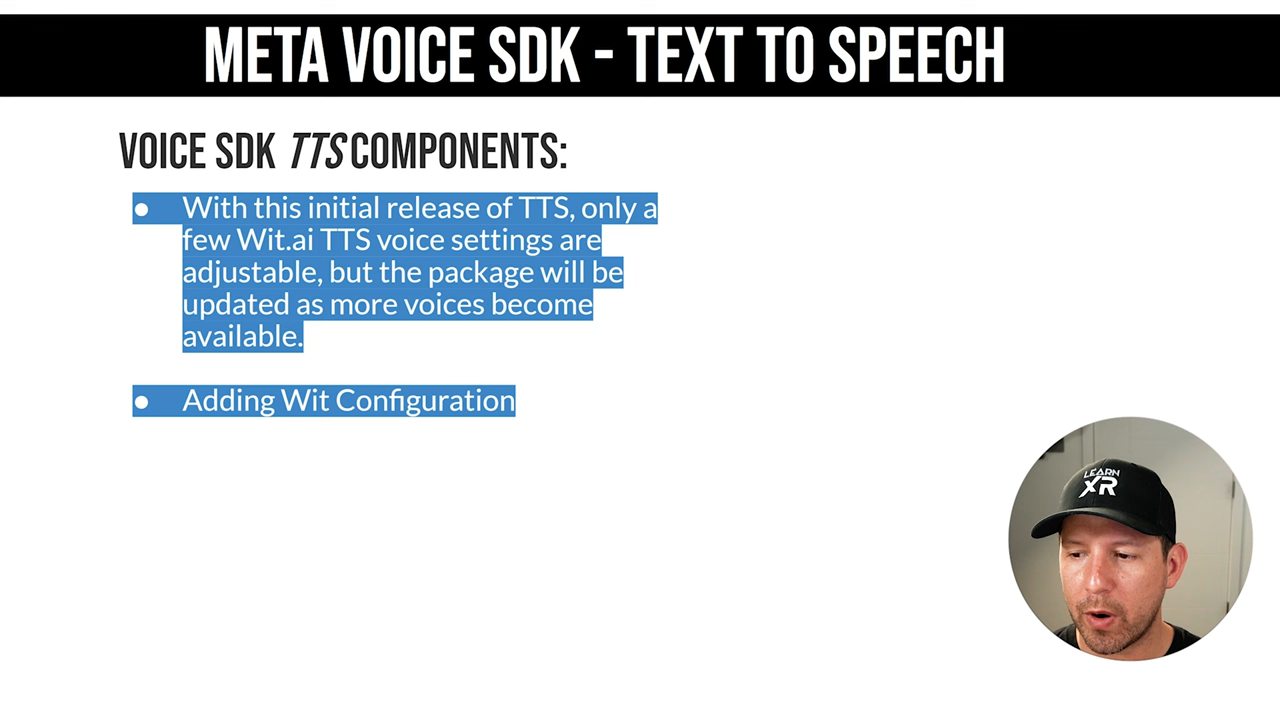 META VOICE SDK - TEXT TO SPEECH
VOICE SDK TTS COMPONENTS:
● With this initial release of TTS, only a
few Wit.ai TTS voice settings are
adjustable, but the package will be
updated as more voices become
available.
● Adding Wit Configuration
LEARN
XR